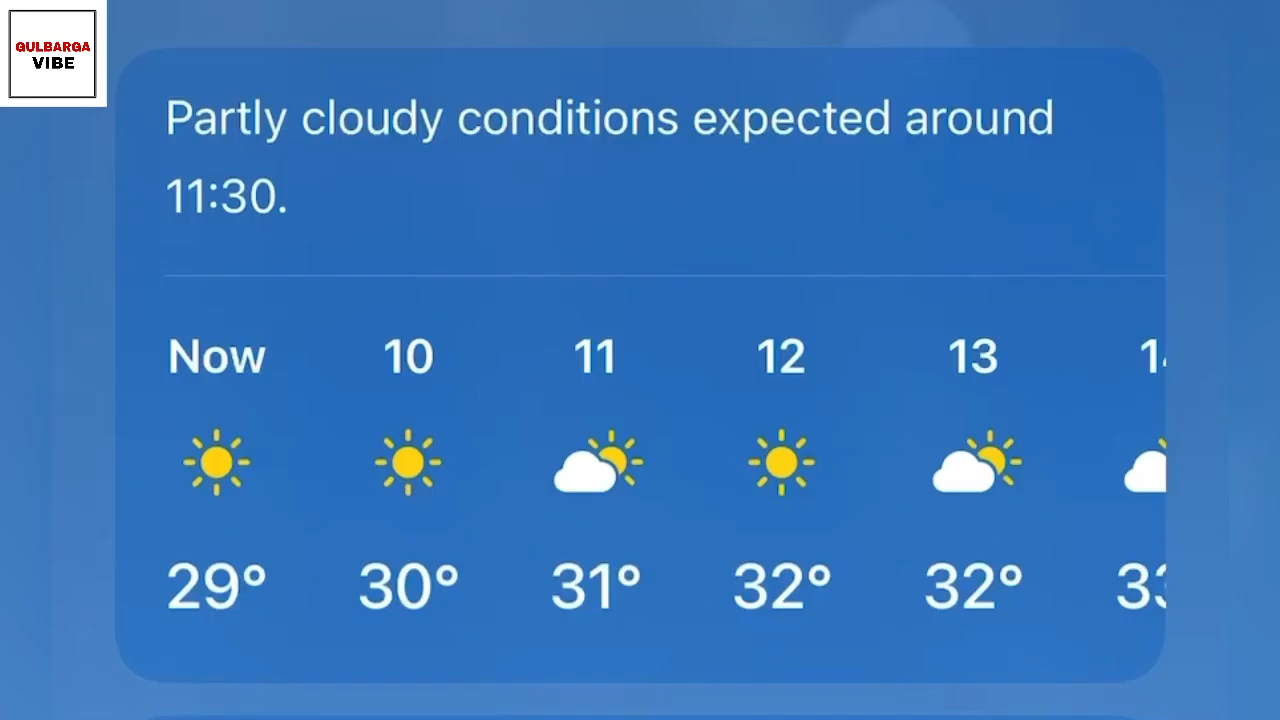 GULBARGA
VIBE
Partly cloudy conditions expected around
11:30.
Now 10 11 12 13
29° 30° 31° 32° 32° 33